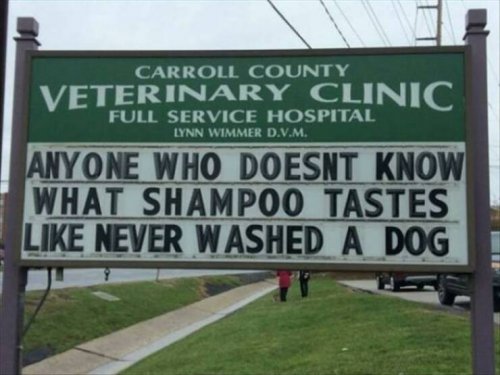 CARROLL COUNTY
VETERINARY CLINIC
FULL SERVICE HOSPITAL
LYNN WIMMER D.V.M.
ANYONE WHO DOESNT KNOW
WHAT SHAMPOO TASTES
LIKE NEVER WASHED A DOG